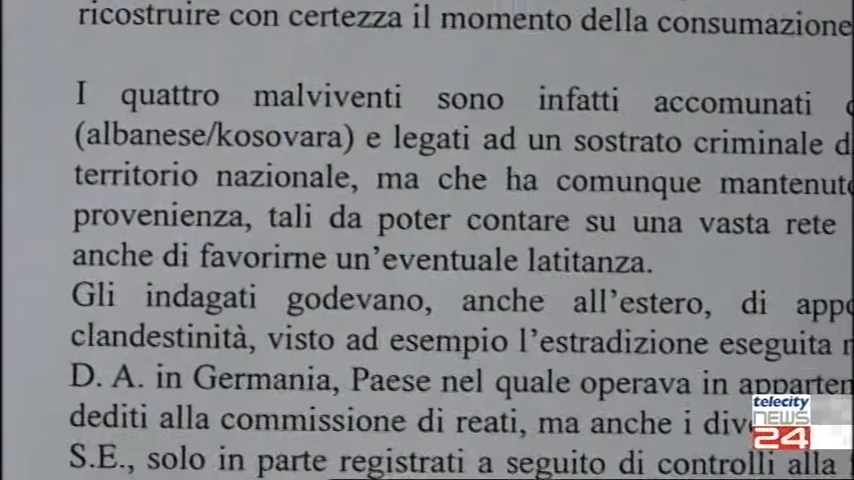 ricostruire con certezza il momento della consumazione
I quattro malviventi sono infatti accomunati
(albanese/kosovara) e legati ad un sostrato criminale d
territorio nazionale, ma che ha comunque mantenuto
provenienza, tali da poter contare su una vasta rete
anche di favorirne un'eventuale latitanza.
Gli indagati godevano, anche all'estero, di appo
clandestinità, visto ad esempio l'estradizione eseguita
D. A. in Germania, Paese nel quale operava in apparten
dediti alla commissione di reati, ma anche i div
S.E., solo in parte registrati a seguito di controlli alla
telecity
NEWS
24